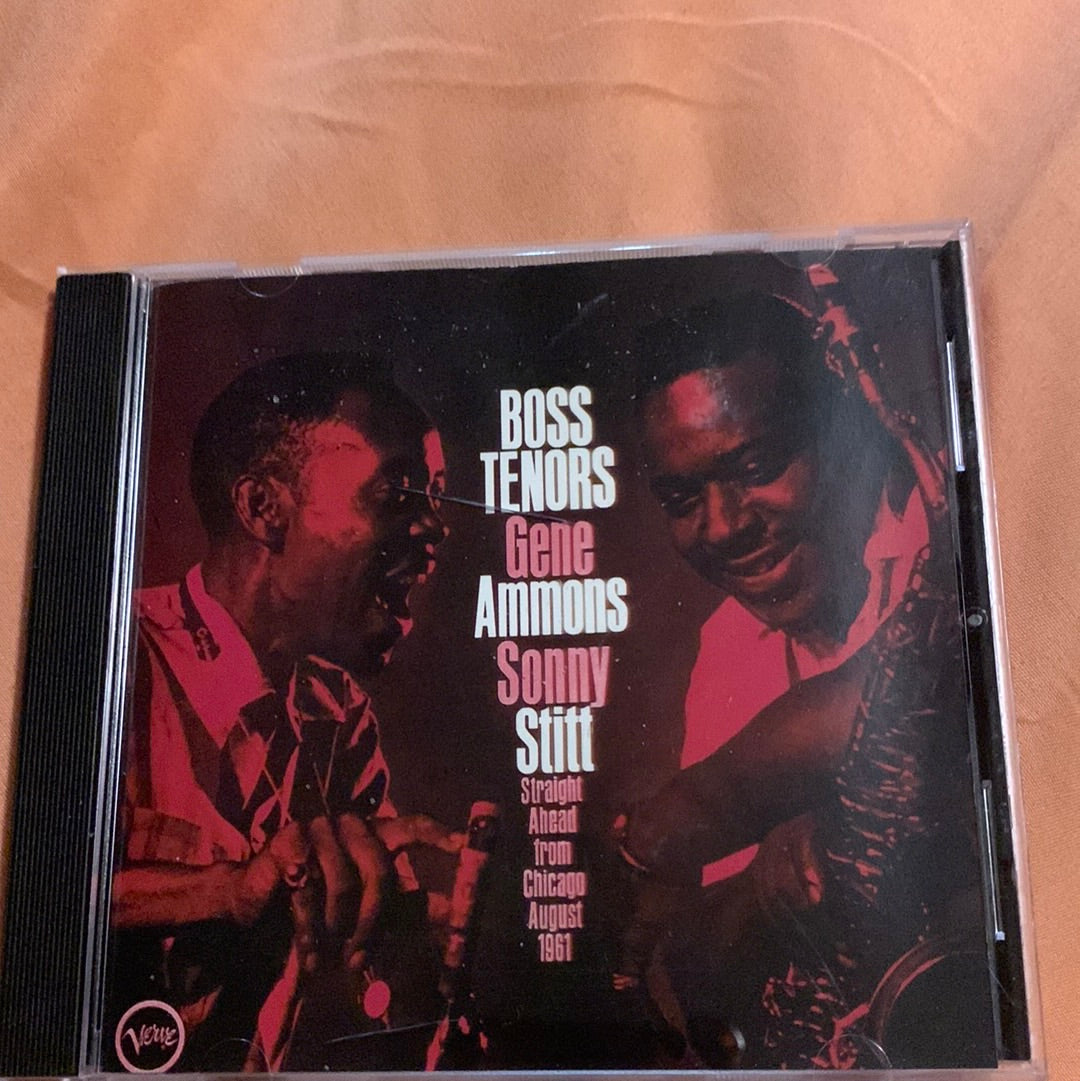 BOSS
TENORS
Gene
Ammons
Sonny
Stitt
Straight
Ahead
from
Chicago
August
1961
Verve